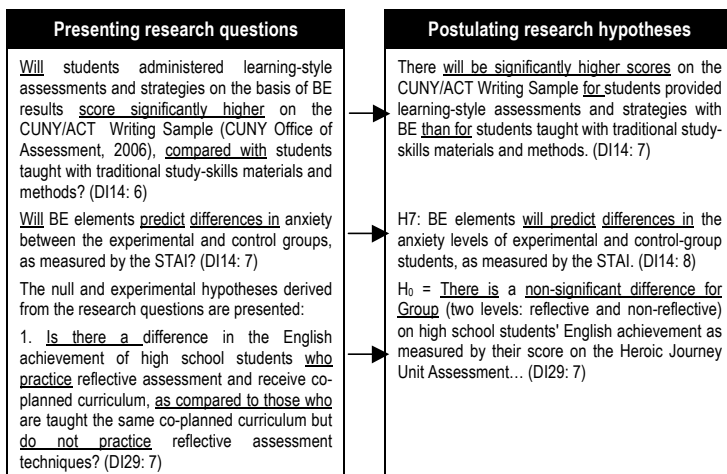 Presenting research questions
Will students administered learning-style
assessments and strategies on the basis of BE
results score significantly higher on the
CUNY/ACT Writing Sample (CUNY Office of
Assessment, 2006), compared with students
taught with traditional study-skills materials and
methods? (DI14: 6)
Will BE elements predict differences in anxiety
between the experimental and control groups,
as measured by the STAI? (DI14: 7)
The null and experimental hypotheses derived
from the research questions are presented:
1. Is there a difference in the English
achievement of high school students who
practice reflective assessment and receive co-
planned curriculum, as compared to those who
are taught the same co-planned curriculum but
do not practice reflective assessment
techniques? (DI29: 7)
Postulating research hypotheses
There will be significantly higher scores on the
CUNY/ACT Writing Sample for students provided
learning-style assessments and strategies with
BE than for students taught with traditional study-
skills materials and methods. (DI14: 7)
H7: BE elements will predict differences in the
anxiety levels of experimental and control-group
students, as measured by the STAI. (DI14: 8)
H₀ = There is a non-significant difference for
Group (two levels: reflective and non-reflective)
on high school students' English achievement as
measured by their score on the Heroic Journey
Unit Assessment… (DI29: 7)